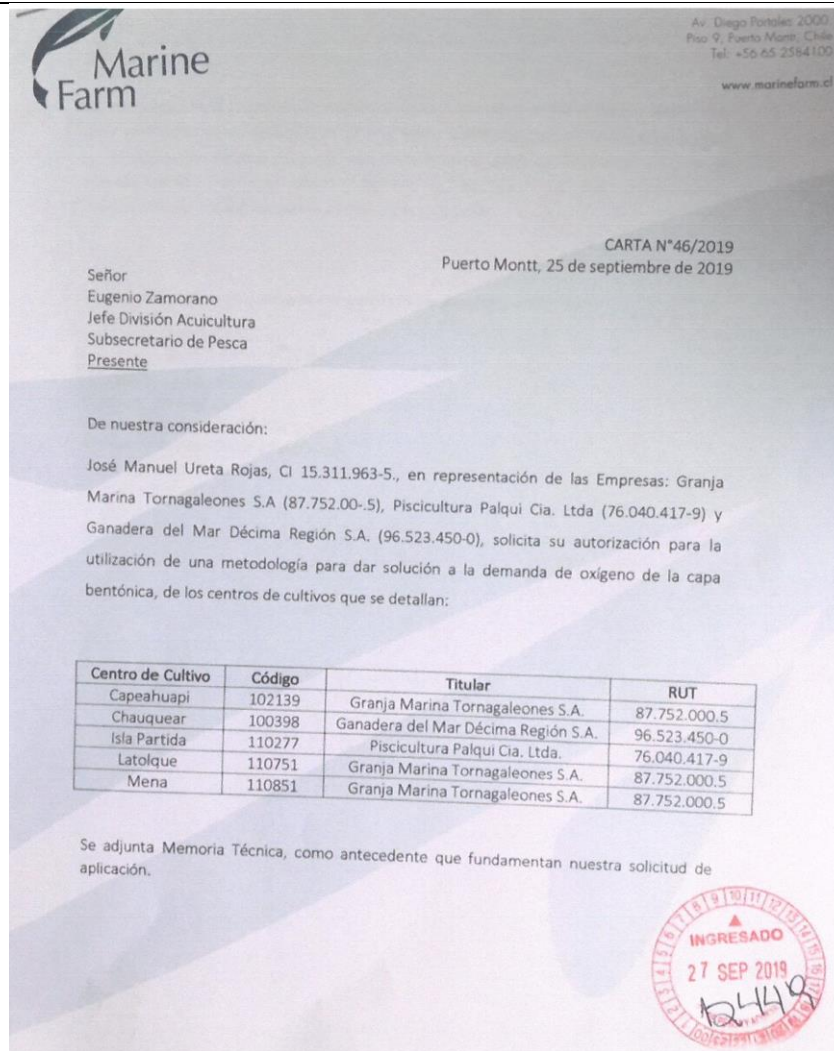 Marine
Farm
Av. Diego Portales 2000,
Piso 9, Puerto Montt, Chile
Tel: +56 65 2584100
www.marinefarm.cl
CARTA N°46/2019
Puerto Montt, 25 de septiembre de 2019
Señor
Eugenio Zamorano
Jefe División Acuicultura
Subsecretario de Pesca
Presente
De nuestra consideración:
José Manuel Ureta Rojas, CI 15.311.963-5., en representación de las Empresas: Granja
Marina Tornagaleones S.A (87.752.00-.5), Piscicultura Palqui Cia. Ltda (76.040.417-9) y
Ganadera del Mar Décima Región S.A. (96.523.450-0), solicita su autorización para la
utilización de una metodología para dar solución a la demanda de oxígeno de la capa
bentónica, de los centros de cultivos que se detallan:
Centro de Cultivo Código Titular RUT
Capeahuapi 102139 Granja Marina Tornagaleones S.A. 87.752.000.5
Chauquear 100398 Ganadera del Mar Décima Región S.A. 96.523.450-0
Isla Partida 110277 Piscicultura Palqui Cia. Ltda. 76.040.417-9
Latolque 110751 Granja Marina Tornagaleones S.A. 87.752.000.5
Mena 110851 Granja Marina Tornagaleones S.A. 87.752.000.5
Se adjunta Memoria Técnica, como antecedente que fundamentan nuestra solicitud de
aplicación.
INGRESADO
27 SEP 2019
12449